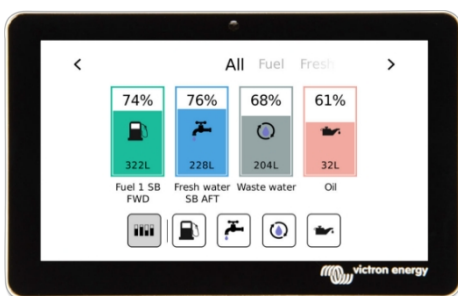 All Fuel Fresh
74% 76% 68% 61%
322L 228L 204L 32L
Fuel 1 SB Fresh water Waste water Oil
FWD SB AFT
victron energy